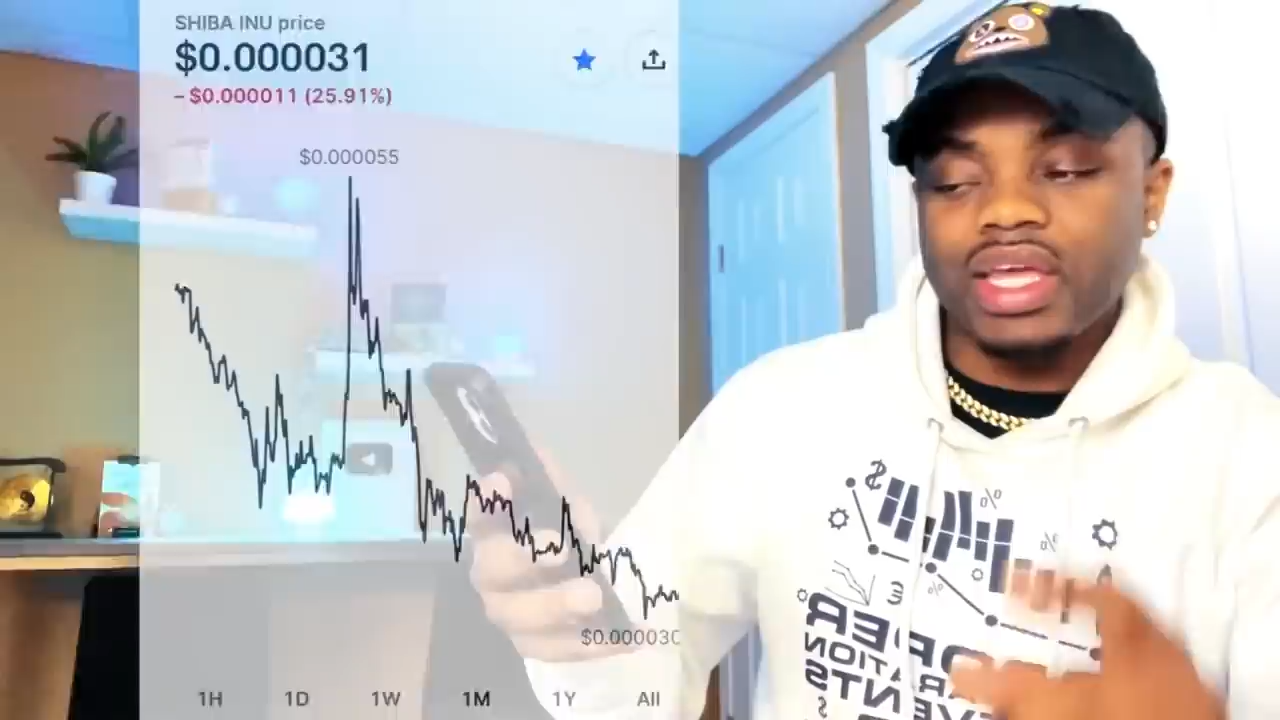 SHIBA INU price
$0.000031
– $0.000011 (25.91%)
$0.000055
$0.000030
1H 1D 1W 1M 1Y All
$
%
%
%